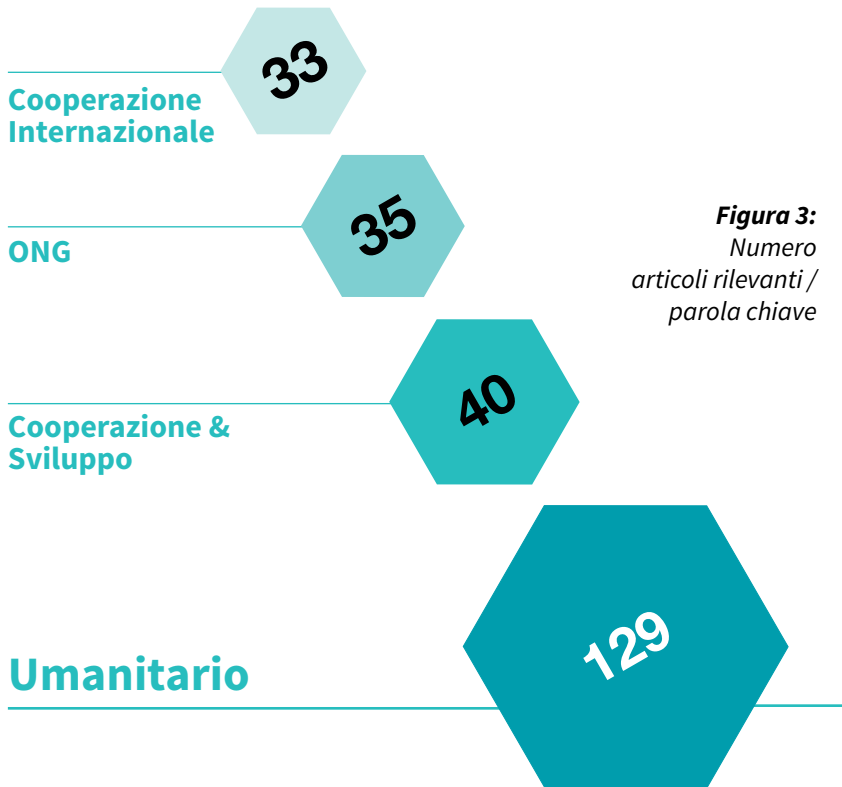 33
Cooperazione
Internazionale
35
ONG
Figura 3:
Numero
articoli rilevanti /
parola chiave
40
Cooperazione &
Sviluppo
129
Umanitario